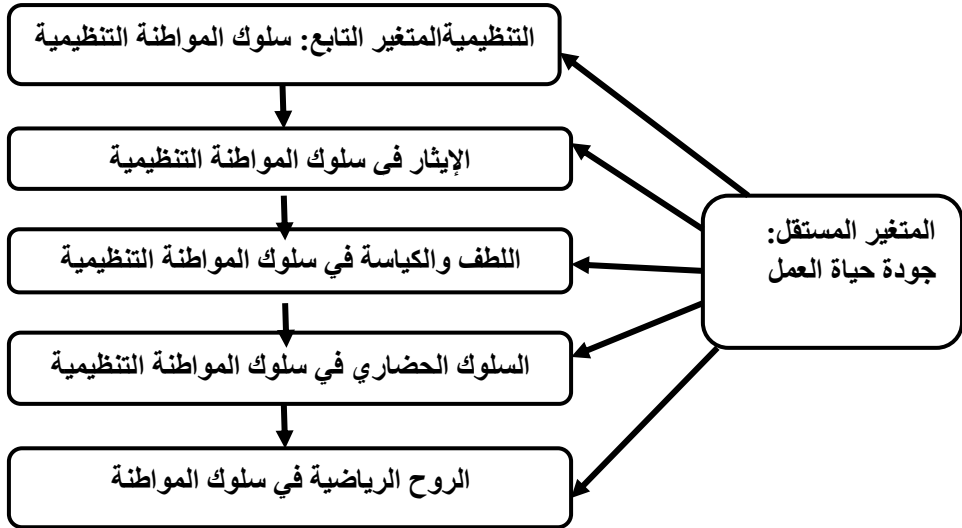 التنظيميةالمتغير التابع: سلوك المواطنة التنظيمية
الإيثار فى سلوك المواطنة التنظيمية
اللطف والكياسة في سلوك المواطنة التنظيمية
السلوك الحضاري في سلوك المواطنة التنظيمية
الروح الرياضية في سلوك المواطنة
المتغير المستقل:
جودة حياة العمل